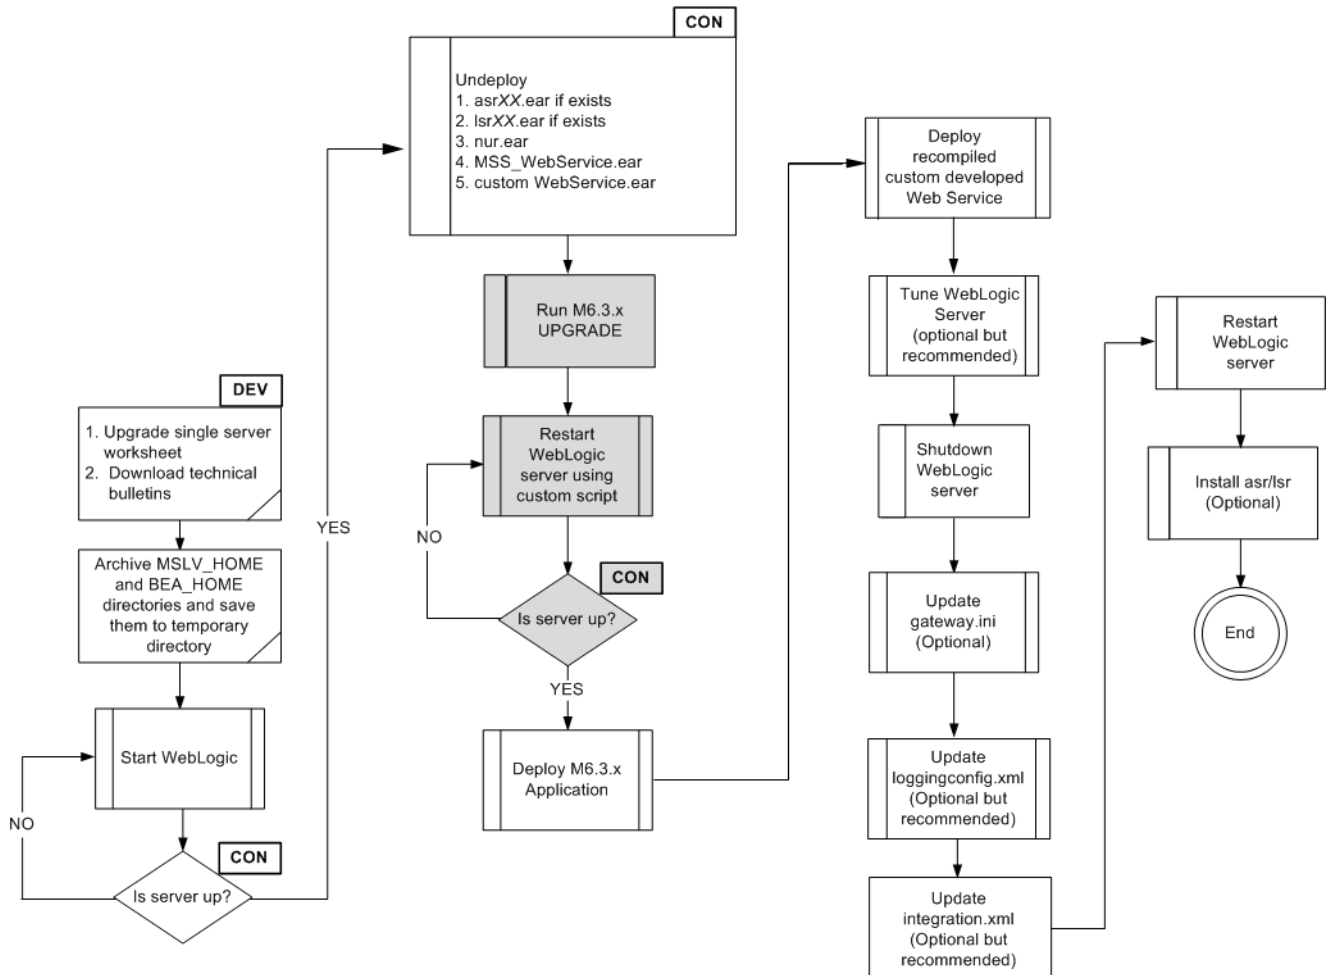 DEV
1. Upgrade single server
worksheet
2. Download technical
bulletins
Archive MSLV_HOME
and BEA_HOME
directories and save
them to temporary
directory
Start WebLogic
NO
CON
Is server up?
YES
CON
Undeploy
1. asrXX.ear if exists
2. lsrXX.ear if exists
3. nur.ear
4. MSS_WebService.ear
5. custom WebService.ear
Run M6.3.x
UPGRADE
Restart
WebLogic
server using
custom script
NO
CON
Is server up?
YES
Deploy M6.3.x
Application
Deploy
recompiled
custom developed
Web Service
Tune WebLogic
Server
(optional but
recommended)
Shutdown
WebLogic
server
Update
gateway.ini
(Optional)
Update
loggingconfig.xml
(Optional but
recommended)
Update
integration.xml
(Optional but
recommended)
Restart
WebLogic
server
Install asr/lsr
(Optional)
End